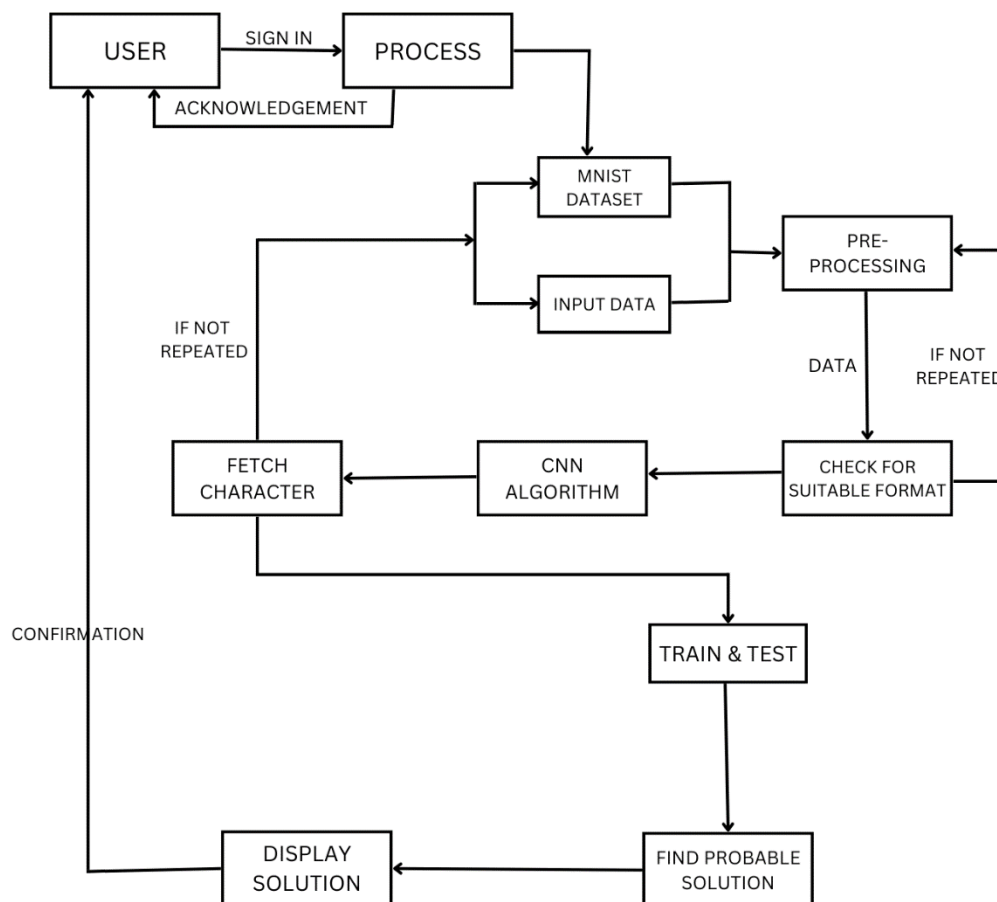 USER
SIGN IN
PROCESS
ACKNOWLEDGEMENT
MNIST
DATASET
PRE-
PROCESSING
INPUT DATA
IF NOT
REPEATED
DATA
IF NOT
REPEATED
FETCH
CHARACTER
CNN
ALGORITHM
CHECK FOR
SUITABLE FORMAT
CONFIRMATION
TRAIN & TEST
DISPLAY
SOLUTION
FIND PROBABLE
SOLUTION